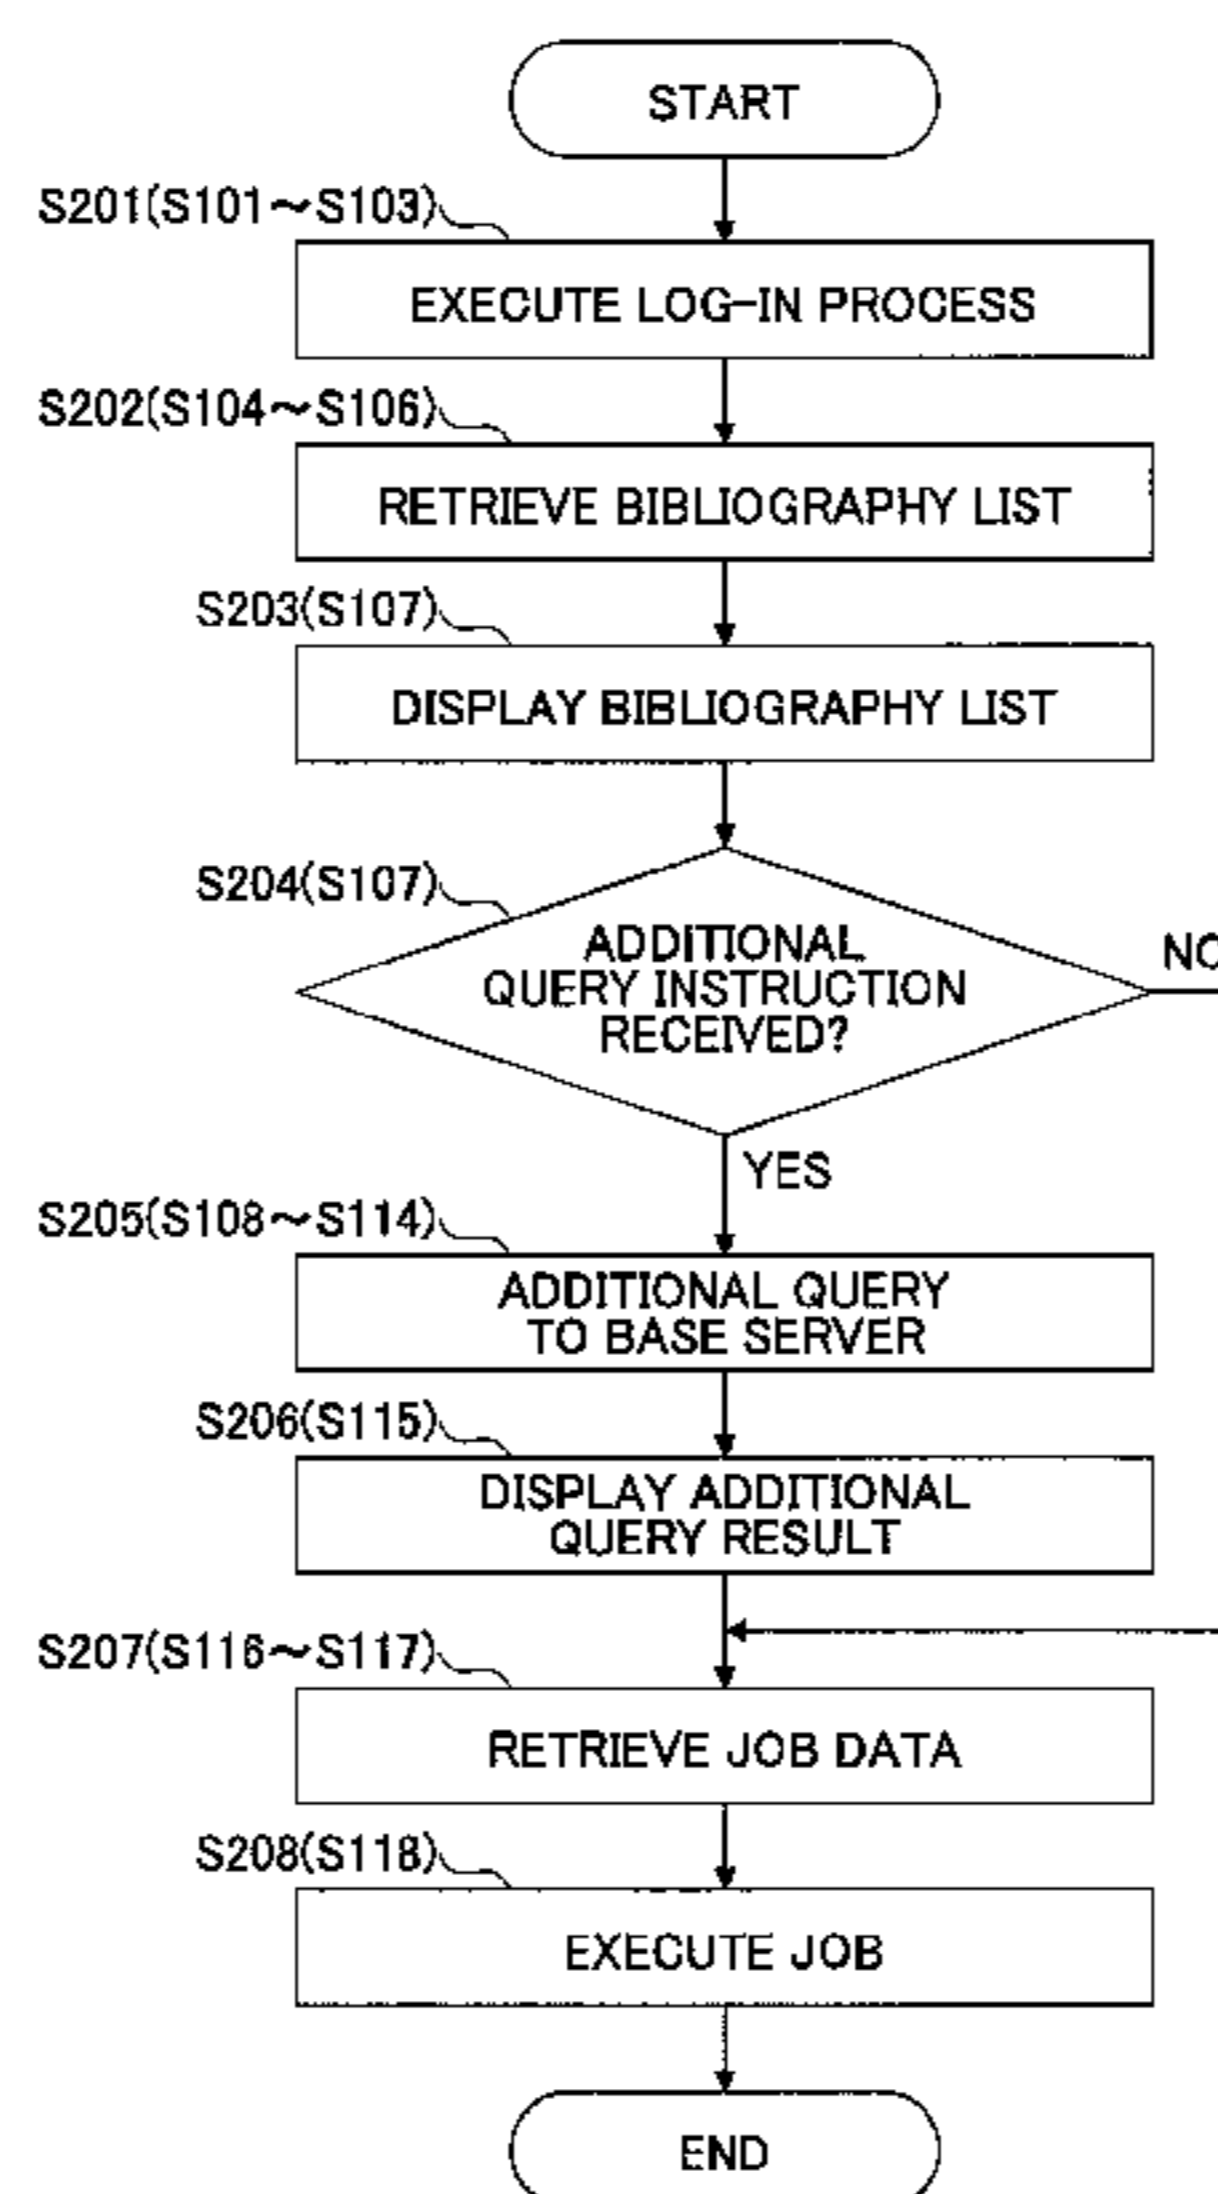 START
S201(S101~S103)
EXECUTE LOG-IN PROCESS
S202(S104~S106)
RETRIEVE BIBLIOGRAPHY LIST
S203(S107)
DISPLAY BIBLIOGRAPHY LIST
S204(S107)
ADDITIONAL
QUERY INSTRUCTION
RECEIVED?
NO
YES
S205(S108~S114)
ADDITIONAL QUERY
TO BASE SERVER
S206(S115)
DISPLAY ADDITIONAL
QUERY RESULT
S207(S116~S117)
RETRIEVE JOB DATA
S208(S118)
EXECUTE JOB
END